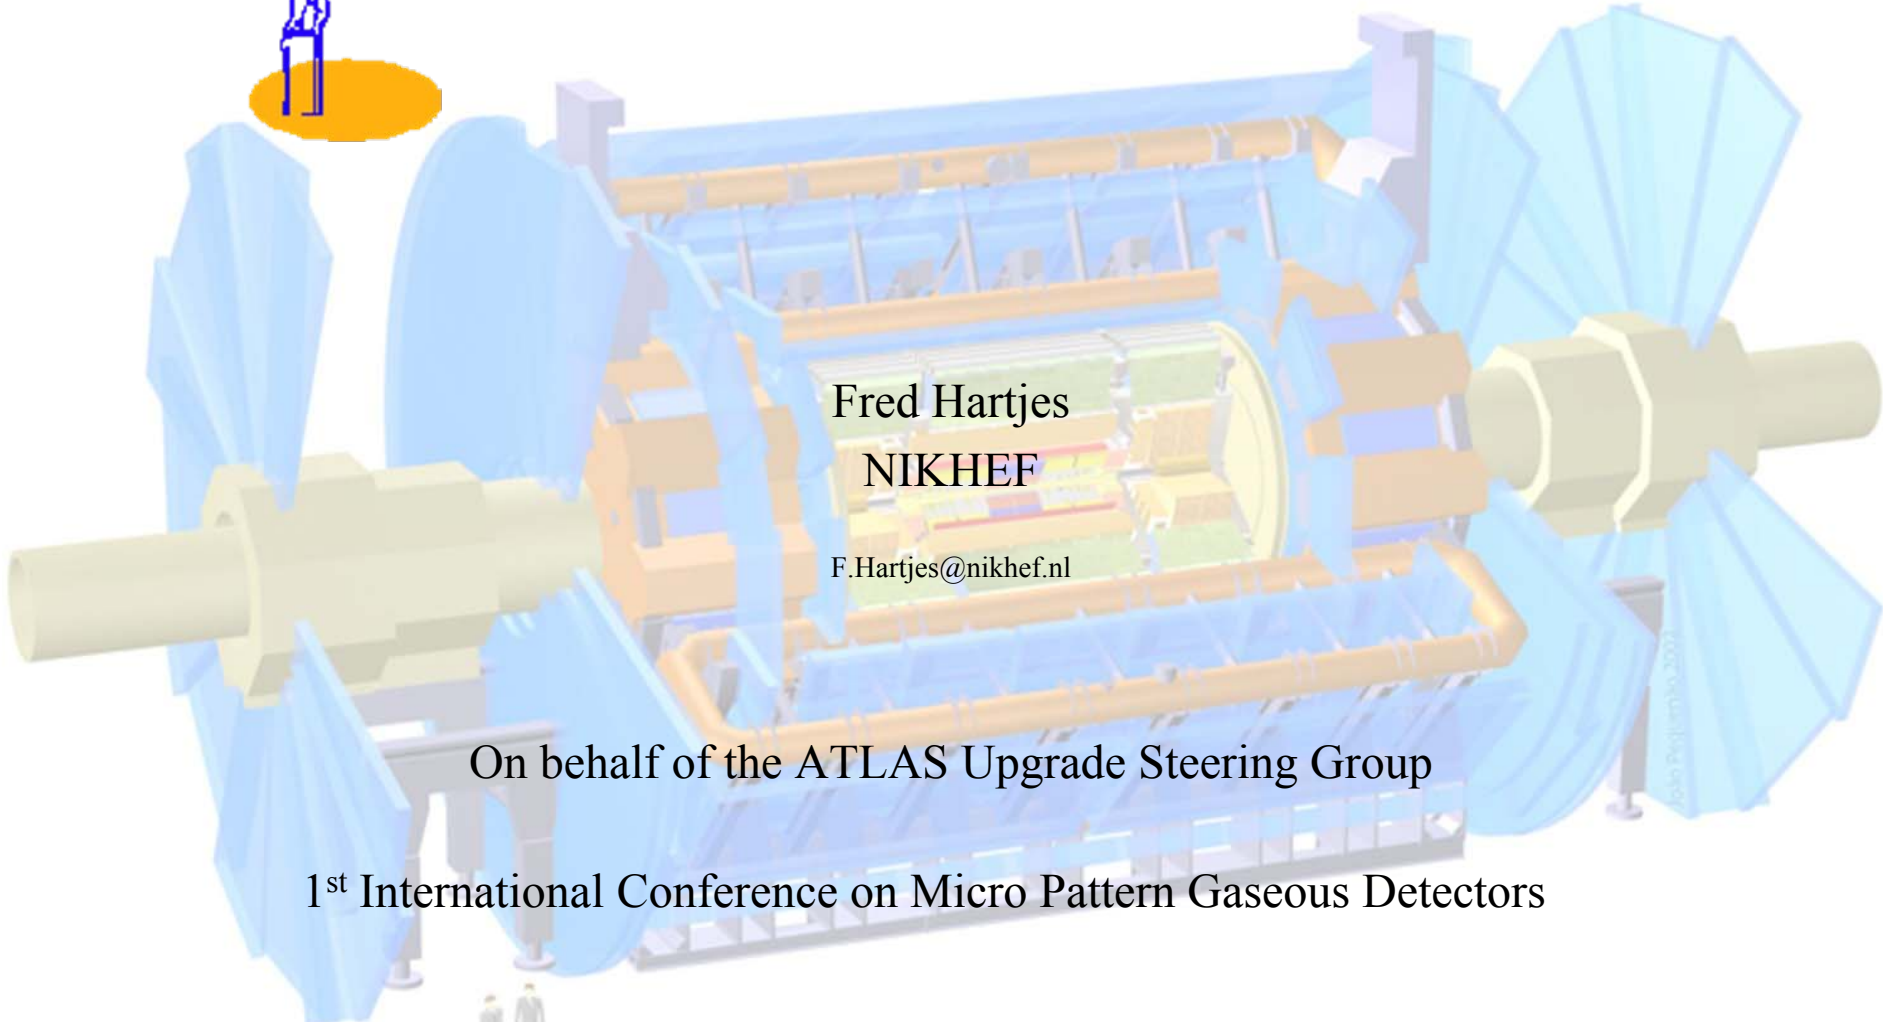 Fred Hartjes
NIKHEF
F.Hartjes@nikhef.nl
On behalf of the ATLAS Upgrade Steering Group
1st International Conference on Micro Pattern Gaseous Detectors